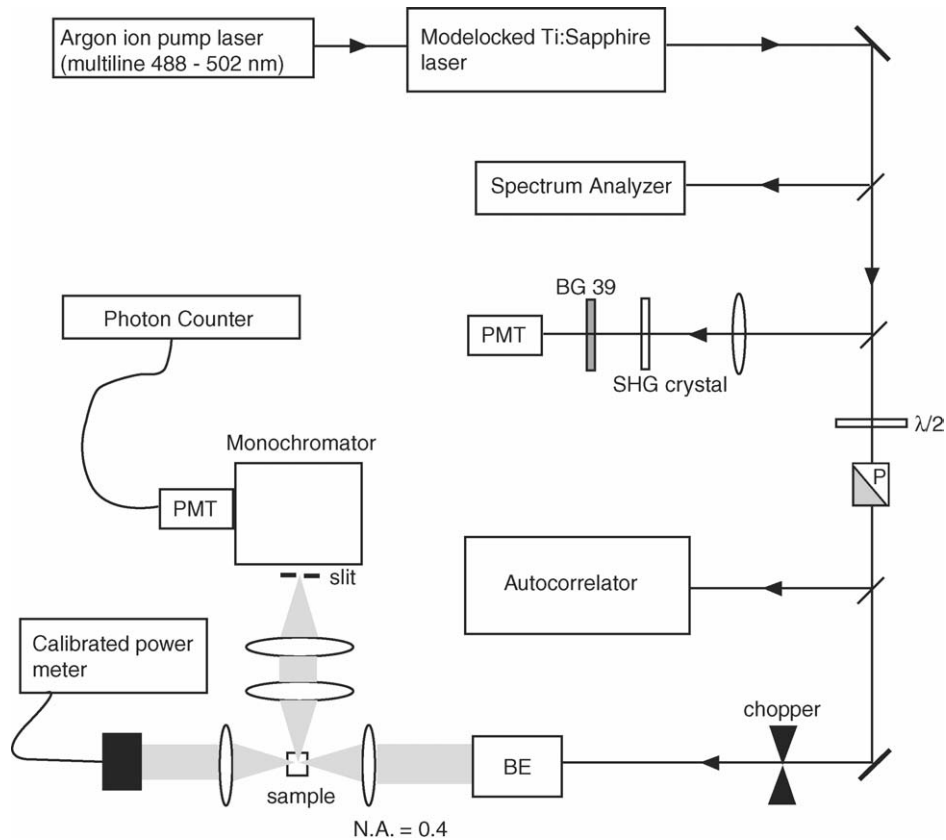 Argon ion pump laser
(multiline 488 - 502 nm)
Modelocked Ti:Sapphire
laser
Spectrum Analyzer
BG 39
Photon Counter
PMT
SHG crystal
λ/2
Monochromator
P
PMT
slit
Autocorrelator
Calibrated power
meter
chopper
BE
sample
N.A. = 0.4